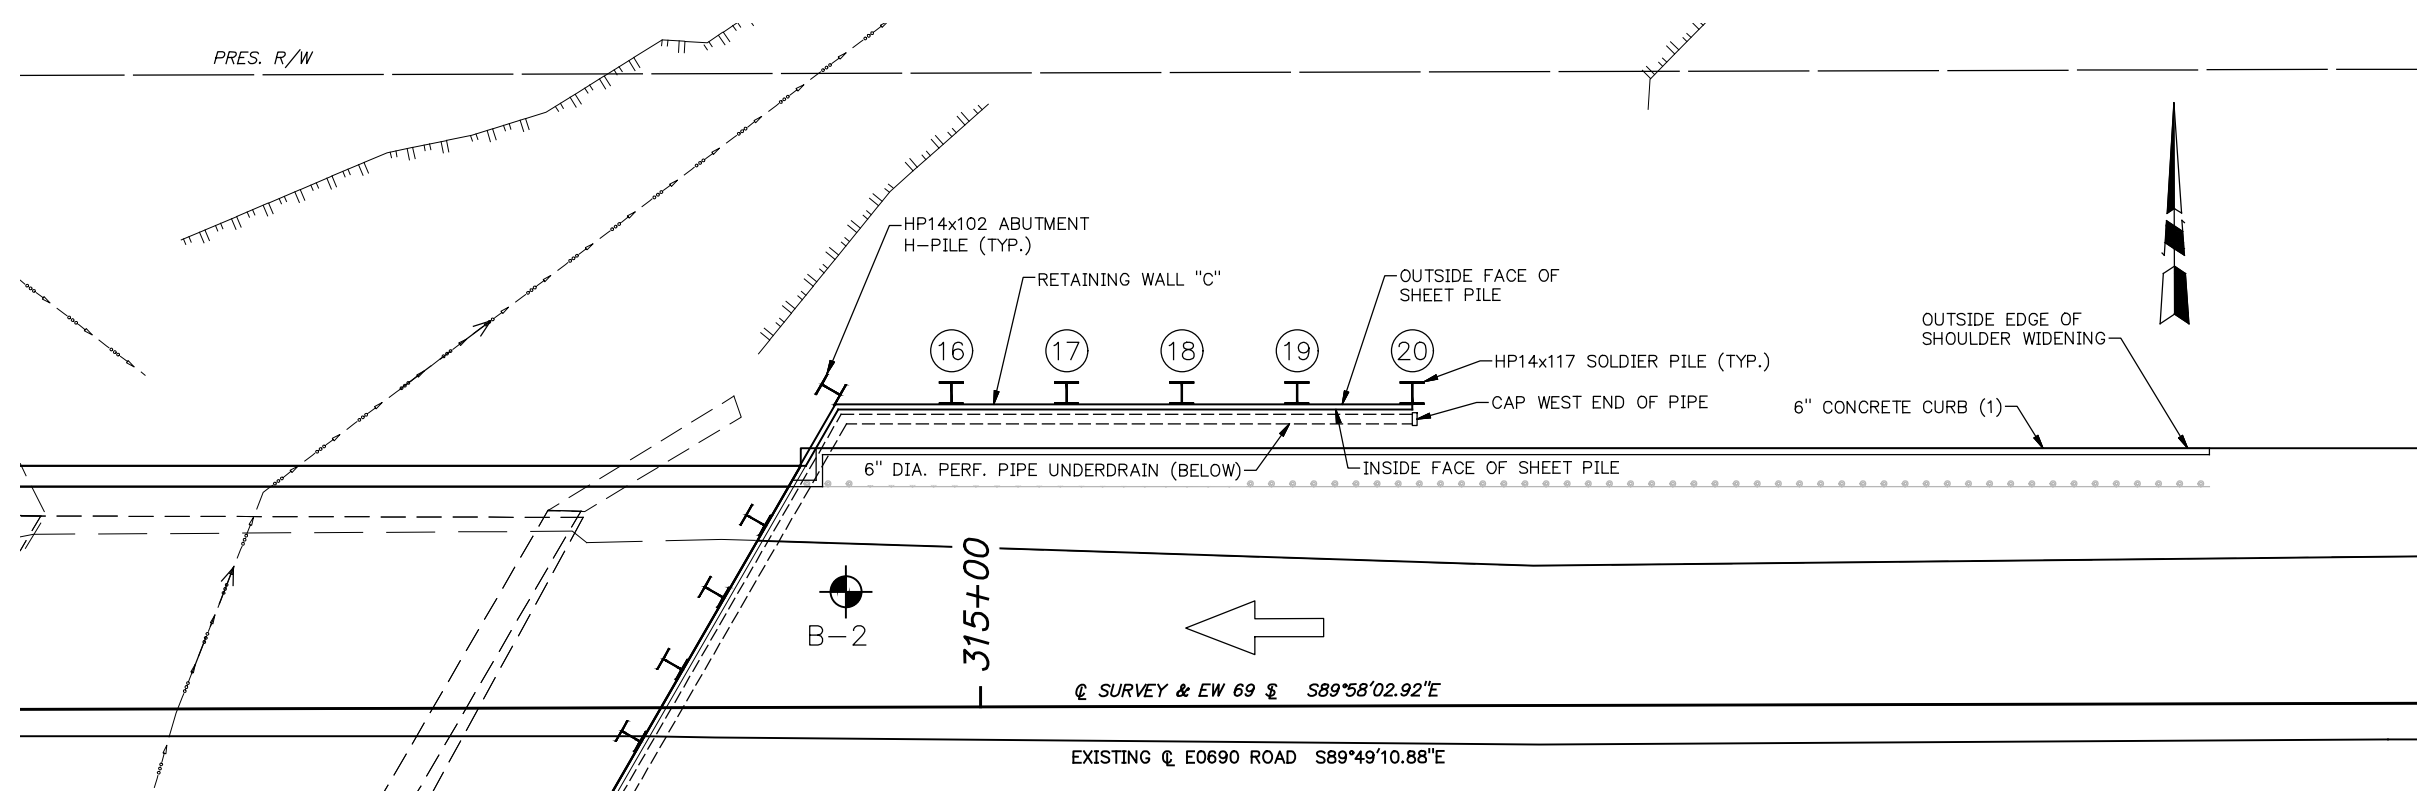 PRES. R/W
HP14x102 ABUTMENT
H-PILE (TYP.)
RETAINING WALL "C"
OUTSIDE FACE OF
SHEET PILE
OUTSIDE EDGE OF
SHOULDER WIDENING
16 17 18 19 20
HP14x117 SOLDIER PILE (TYP.)
CAP WEST END OF PIPE
6" CONCRETE CURB (1)
6" DIA. PERF. PIPE UNDERDRAIN (BELOW)
INSIDE FACE OF SHEET PILE
B-2
315+00
℄ SURVEY & EW 69 S89°58'02.92"E
EXISTING ℄ E0690 ROAD S89°49'10.88"E
N